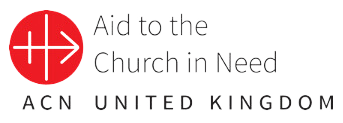 Aid to the
Church in Need
ACN UNITED KINGDOM